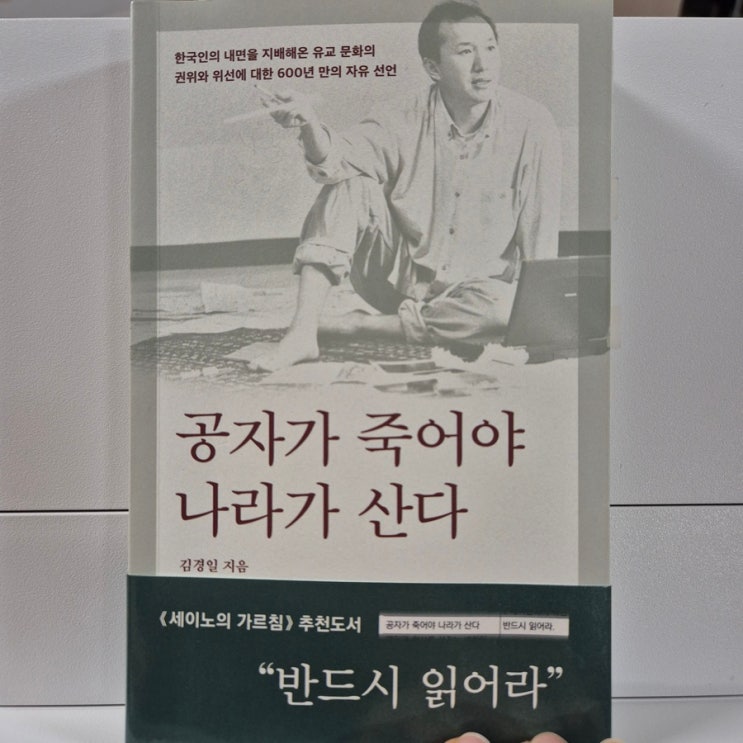 한국인의 내면을 지배해온 유교 문화의
권위와 위선에 대한 600년 만의 자유 선언
공자가 죽어야
나라가 산다
김경일 지음
《세이노의 가르침》 추천도서
공자가 죽어야 나라가 산다 반드시 읽어라.
“반드시 읽어라”